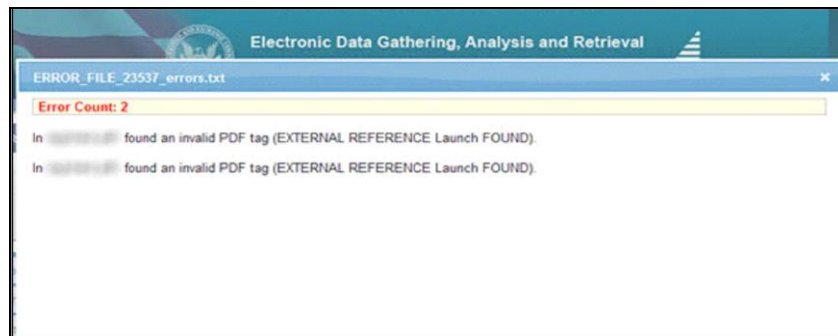 Electronic Data Gathering, Analysis and Retrieval
ERROR_FILE_23537_errors.txt
Error Count: 2
In found an invalid PDF tag (EXTERNAL REFERENCE Launch FOUND).
In found an invalid PDF tag (EXTERNAL REFERENCE Launch FOUND).